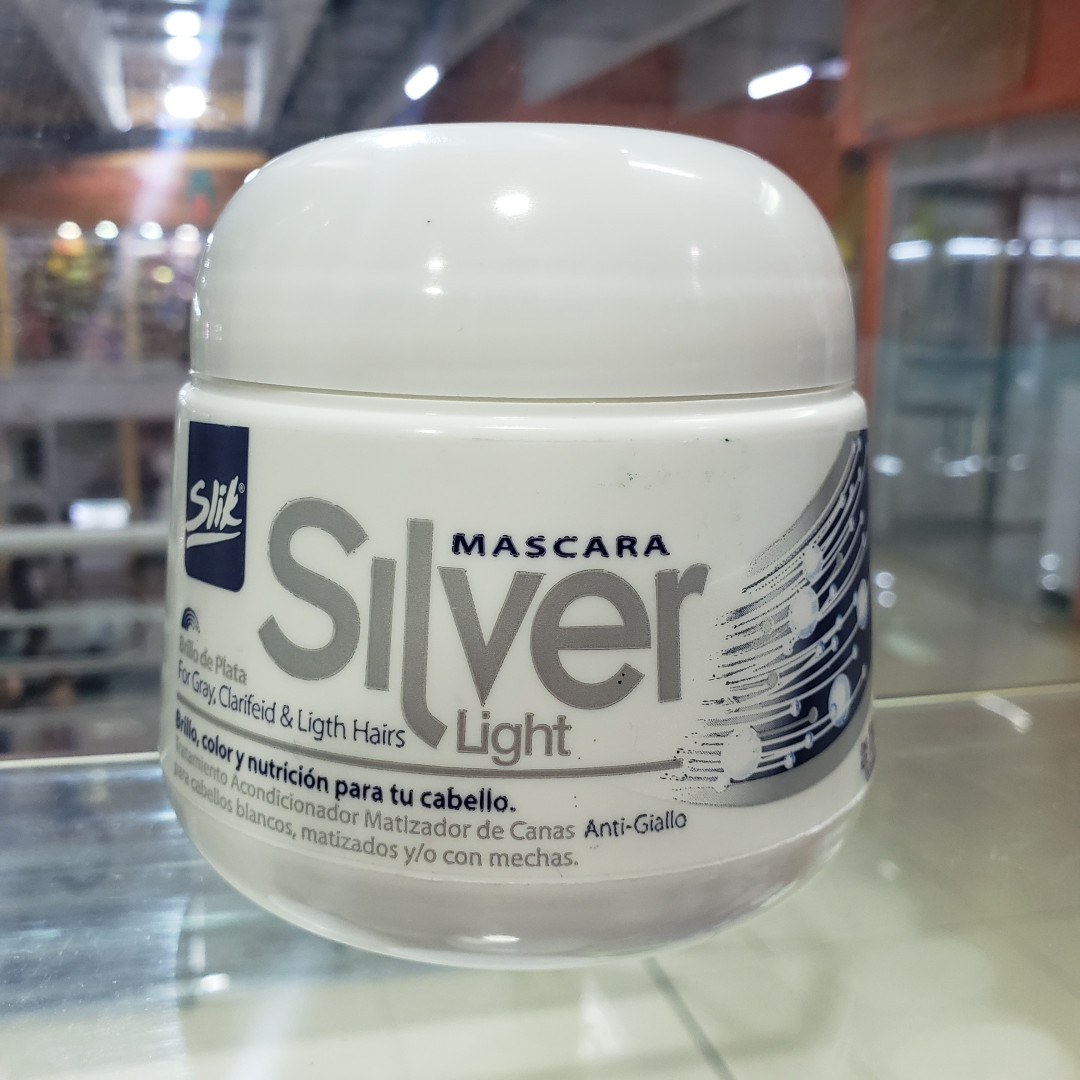 Slik®
MASCARA
Silver
Light
Brillo de Plata
For Gray, Clarifeid & Ligth Hairs
Brillo, color y nutrición para tu cabello.
Tratamiento Acondicionador Matizador de Canas Anti-Giallo
para cabellos blancos, matizados y/o con mechas.